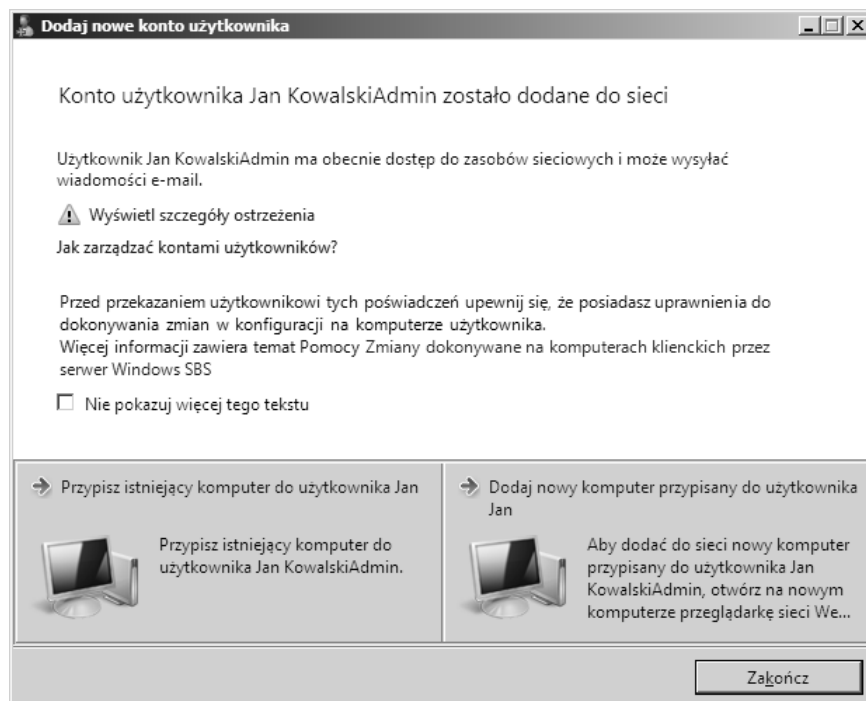 Dodaj nowe konto użytkownika
Konto użytkownika Jan KowalskiAdmin zostało dodane do sieci
Użytkownik Jan KowalskiAdmin ma obecnie dostęp do zasobów sieciowych i może wysyłać
wiadomości e-mail.
Wyświetl szczegóły ostrzeżenia
Jak zarządzać kontami użytkowników?
Przed przekazaniem użytkownikowi tych poświadczeń upewnij się, że posiadasz uprawnienia do
dokonywania zmian w konfiguracji na komputerze użytkownika.
Więcej informacji zawiera temat Pomocy Zmiany dokonywane na komputerach klienckich przez
serwer Windows SBS
Nie pokazuj więcej tego tekstu
Przypisz istniejący komputer do użytkownika Jan
Przypisz istniejący komputer do
użytkownika Jan KowalskiAdmin.
Dodaj nowy komputer przypisany do użytkownika
Jan
Aby dodać do sieci nowy komputer
przypisany do użytkownika Jan
KowalskiAdmin, otwórz na nowym
komputerze przeglądarkę sieci We...
Zakończ